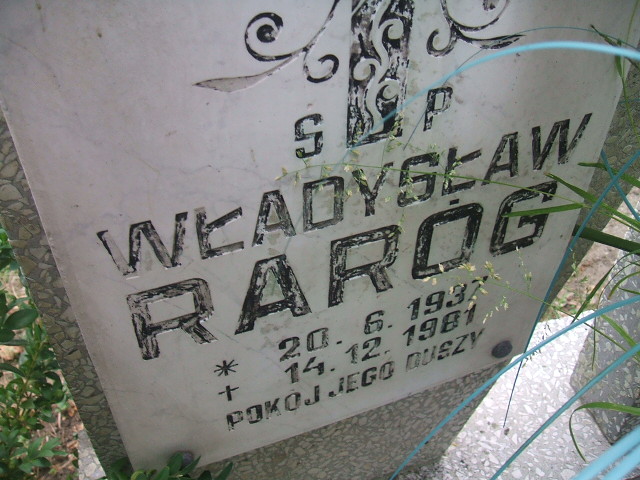 S P
WŁADYSŁAW
RARÓG
* 20. 6. 1937
+ 14. 12. 1981
POKÓJ JEGO DUSZY